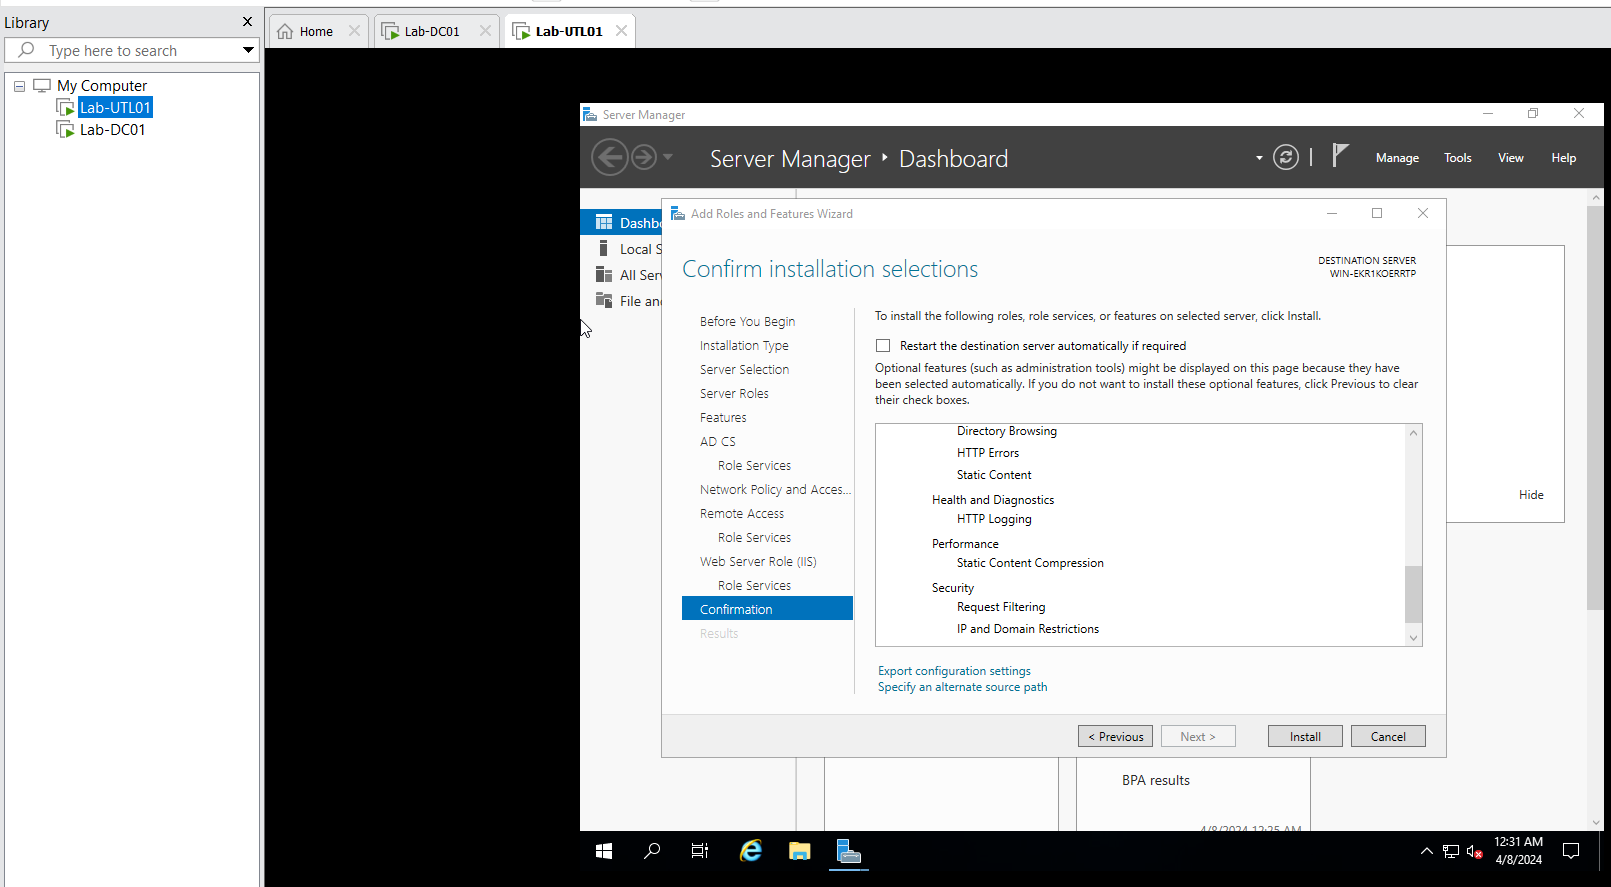 Library
Type here to search
My Computer
Lab-UTL01
Lab-DC01
Home
Lab-DC01
Lab-UTL01
Server Manager
Server Manager
Dashboard
Manage
Tools
View
Help
Dashbo
Local S
All Ser
File an
Add Roles and Features Wizard
Confirm installation selections
DESTINATION SERVER
WIN-EKR1KOERRTP
Before You Begin
Installation Type
Server Selection
Server Roles
Features
AD CS
Role Services
Network Policy and Acces...
Remote Access
Role Services
Web Server Role (IIS)
Role Services
Confirmation
Results
To install the following roles, role services, or features on selected server, click Install.
Restart the destination server automatically if required
Optional features (such as administration tools) might be displayed on this page because they have
been selected automatically. If you do not want to install these optional features, click Previous to clear
their check boxes.
Directory Browsing
HTTP Errors
Static Content
Health and Diagnostics
HTTP Logging
Performance
Static Content Compression
Security
Request Filtering
IP and Domain Restrictions
Export configuration settings
Specify an alternate source path
< Previous
Next >
Install
Cancel
Hide
BPA results
4/8/2024 12:25 AM
12:31 AM
4/8/2024